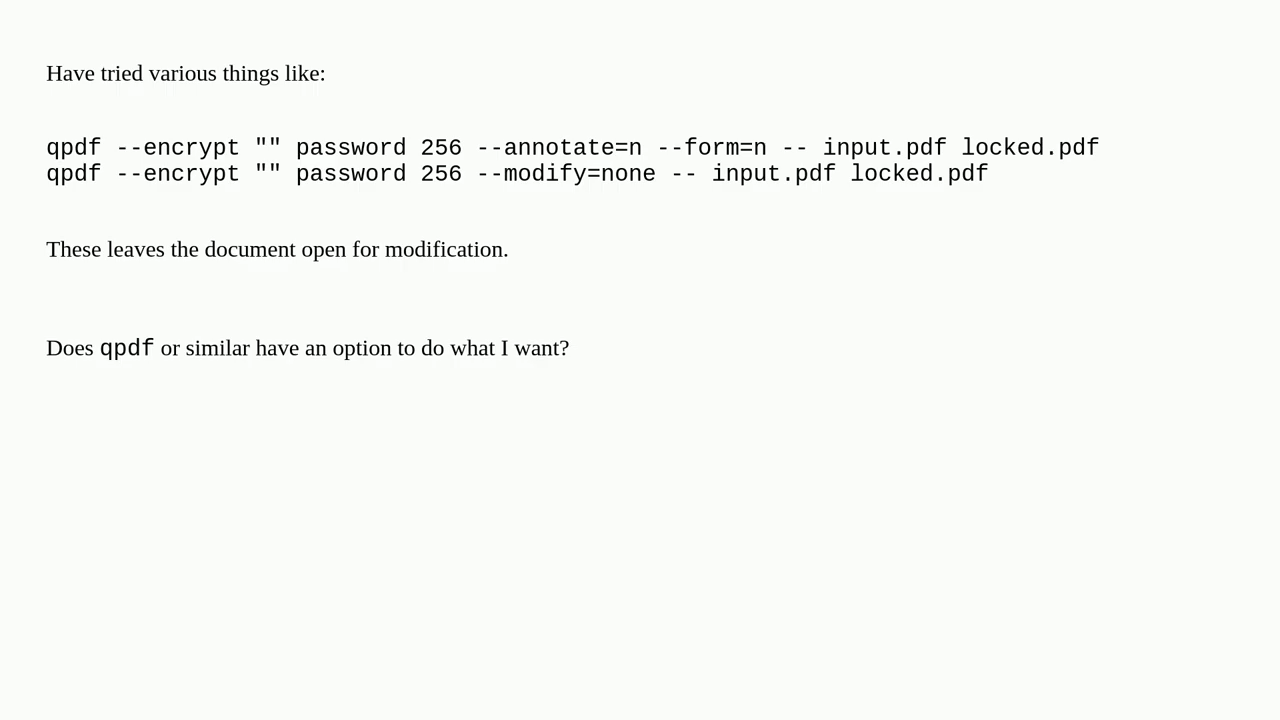 Have tried various things like:
qpdf --encrypt "" password 256 --annotate=n --form=n -- input.pdf locked.pdf
qpdf --encrypt "" password 256 --modify=none -- input.pdf locked.pdf
These leaves the document open for modification.
Does qpdf or similar have an option to do what I want?